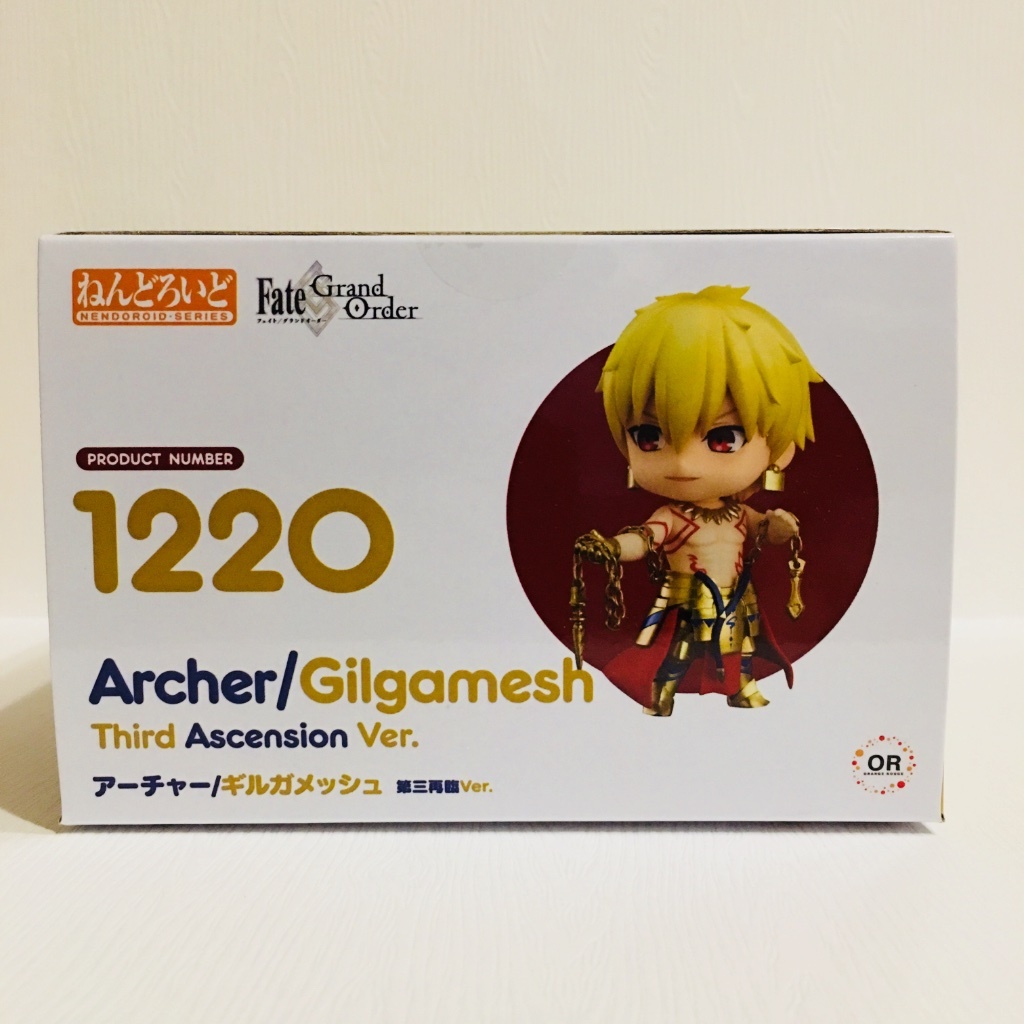 ねんどろいど
NENDOROID·SERIES
Fate Grand Order
フェイト/グランドオーダー
PRODUCT NUMBER
1220
Archer/Gilgamesh
Third Ascension Ver.
アーチャー/ギルガメッシュ 第三再臨Ver.
OR
ORANGE ROUGE